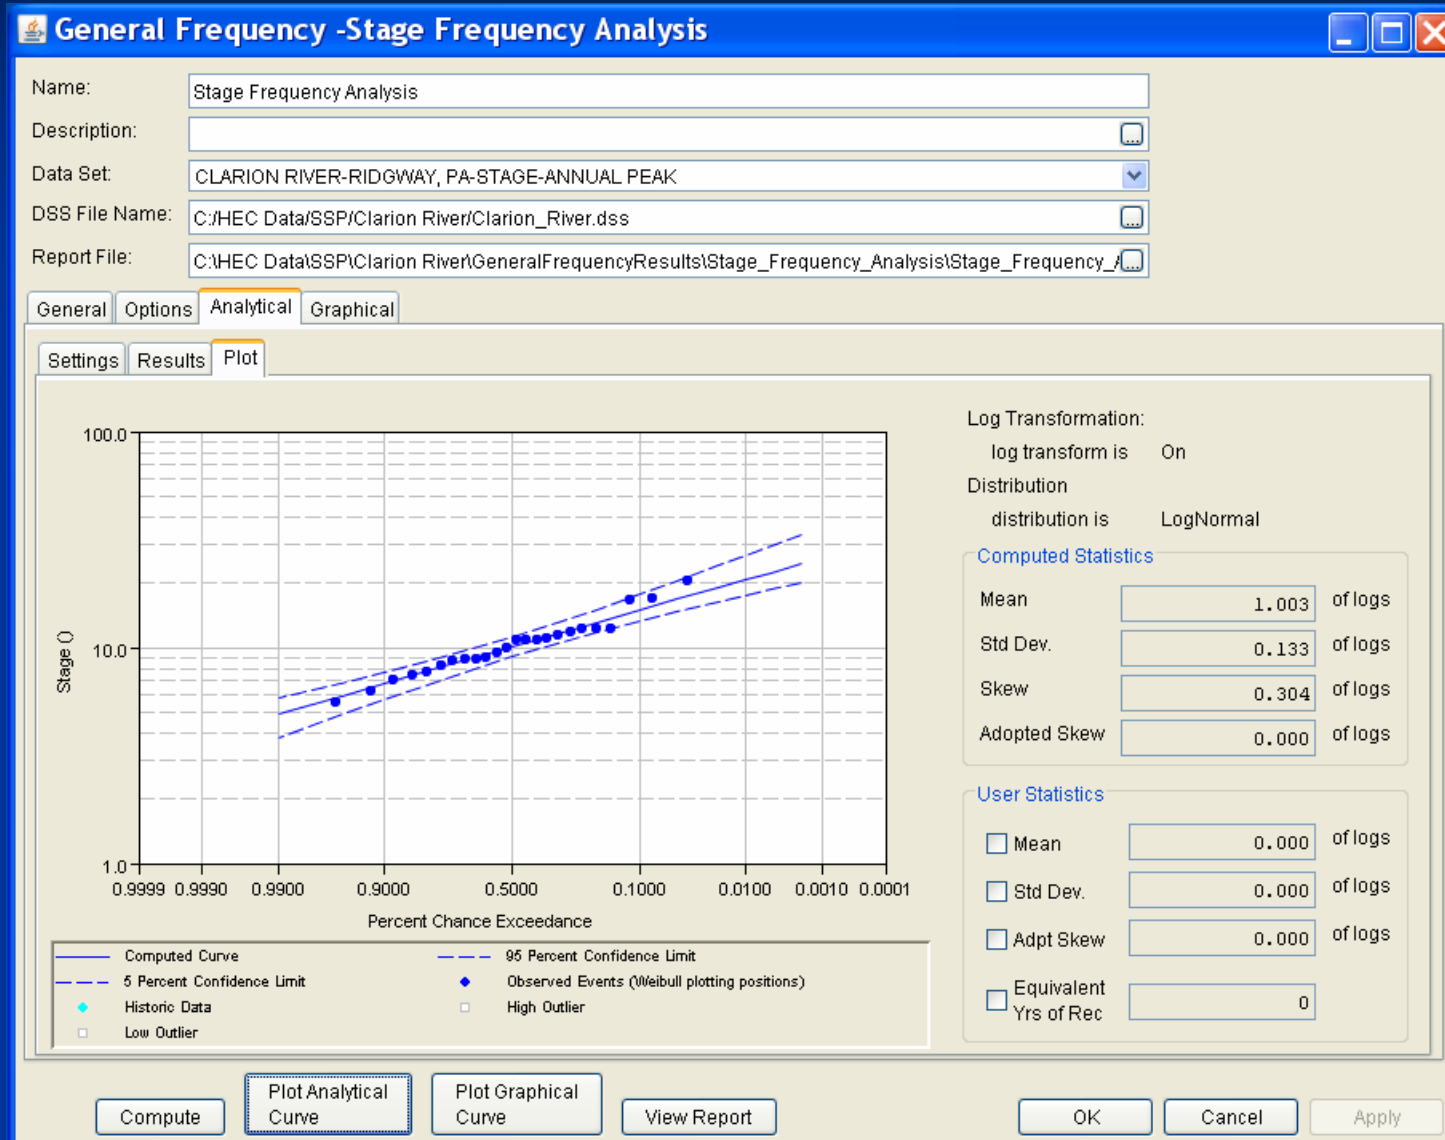 General Frequency -Stage Frequency Analysis
Name: Stage Frequency Analysis
Description: ...
Data Set: CLARION RIVER-RIDGWAY, PA-STAGE-ANNUAL PEAK
DSS File Name: C:/HEC Data/SSP/Clarion River/Clarion_River.dss ...
Report File: C:\HEC Data\SSP\Clarion River\GeneralFrequencyResults\Stage_Frequency_Analysis\Stage_Frequency_ ...
General Options Analytical Graphical
Settings Results Plot
100.0
10.0
1.0
Stage ()
0.9999 0.9990 0.9900 0.9000 0.5000 0.1000 0.0100 0.0010 0.0001
Percent Chance Exceedance
Computed Curve 95 Percent Confidence Limit
5 Percent Confidence Limit Observed Events (Weibull plotting positions)
Historic Data High Outlier
Low Outlier
Log Transformation:
log transform is On
Distribution
distribution is LogNormal
Computed Statistics
Mean 1.003 of logs
Std Dev. 0.133 of logs
Skew 0.304 of logs
Adopted Skew 0.000 of logs
User Statistics
Mean 0.000 of logs
Std Dev. 0.000 of logs
Adpt Skew 0.000 of logs
Equivalent
Yrs of Rec 0
Compute
Plot Analytical
Curve
Plot Graphical
Curve
View Report
OK
Cancel
Apply